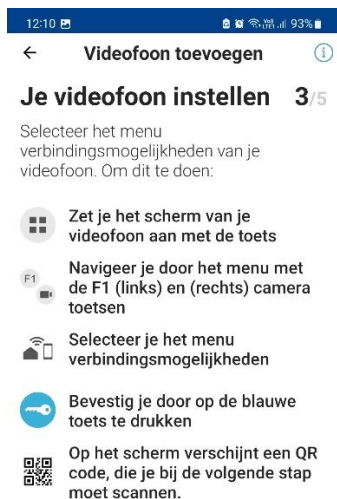 12:10 93%
Videofoon toevoegen
Je videofoon instellen 3/5
Selecteer het menu
verbindingsmogelijkheden van je
videofoon. Om dit te doen:
Zet je het scherm van je
videofoon aan met de toets
F1
Navigeer je door het menu met
de F1 (links) en (rechts) camera
toetsen
Selecteer je het menu
verbindingsmogelijkheden
Bevestig je door op de blauwe
toets te drukken
Op het scherm verschijnt een QR
code, die je bij de volgende stap
moet scannen.